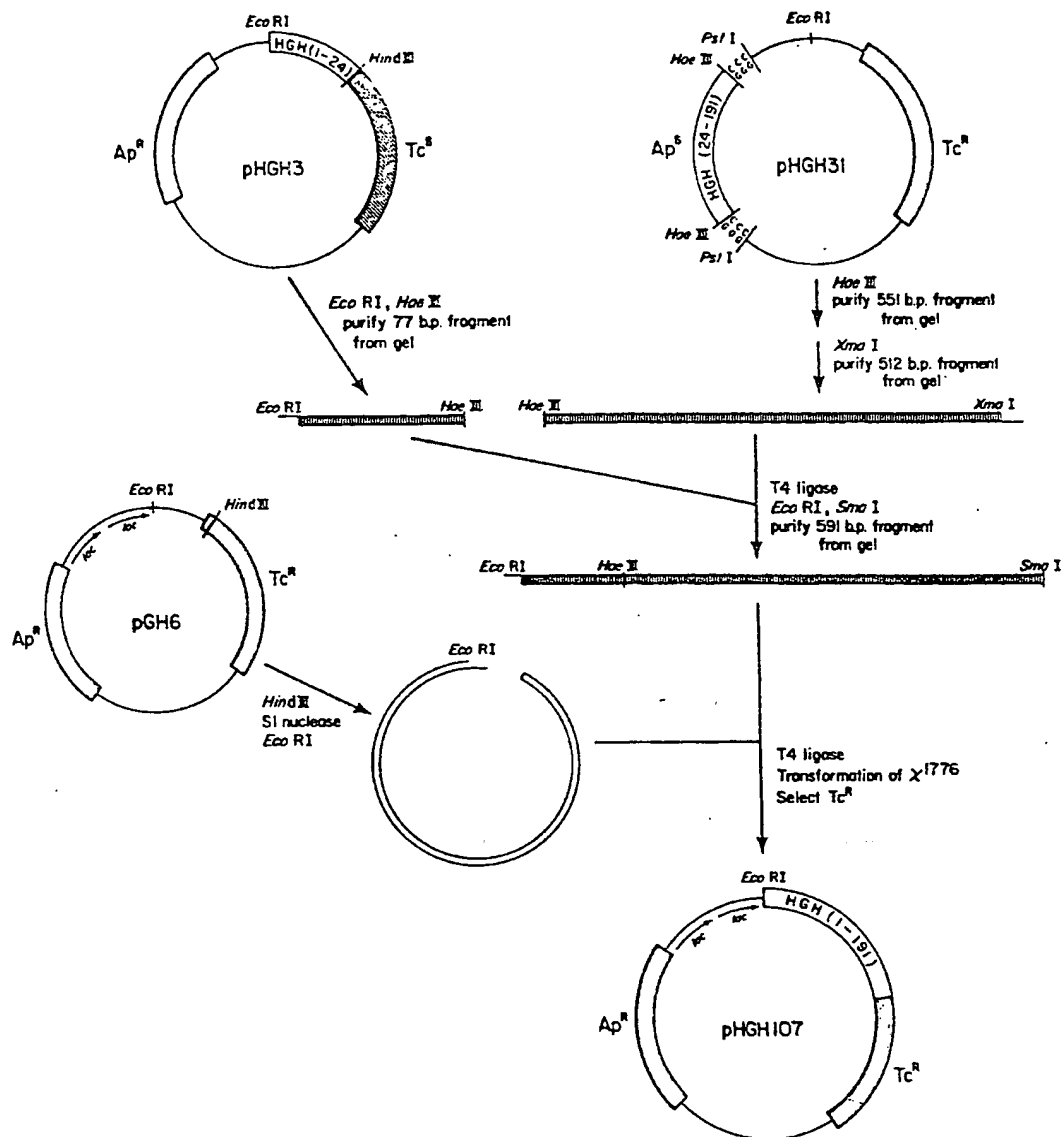 Eco RI
HGH (1-24)
Hind III
Ap^R
Tc^S
pHGH3
Eco RI
Pst I
Hae III
HGH (24-191)
Ap^S
Tc^R
pHGH31
Hae III
Pst I
Eco RI, Hae III
purify 77 b.p. fragment
from gel
Hae III
purify 551 b.p. fragment
from gel
Xma I
purify 512 b.p. fragment
from gel
Eco RI
Hae III
Hae III
Xma I
T4 ligase
Eco RI, Sma I
purify 591 b.p. fragment
from gel
Eco RI
Hind III
lac
lac
Tc^R
Ap^R
pGH6
Eco RI
Hae III
Sma I
Hind III
S1 nuclease
Eco RI
Eco RI
T4 ligase
Transformation of χ1776
Select Tc^R
Eco RI
HGH (1-191)
lac
lac
Ap^R
pHGH107
Tc^R